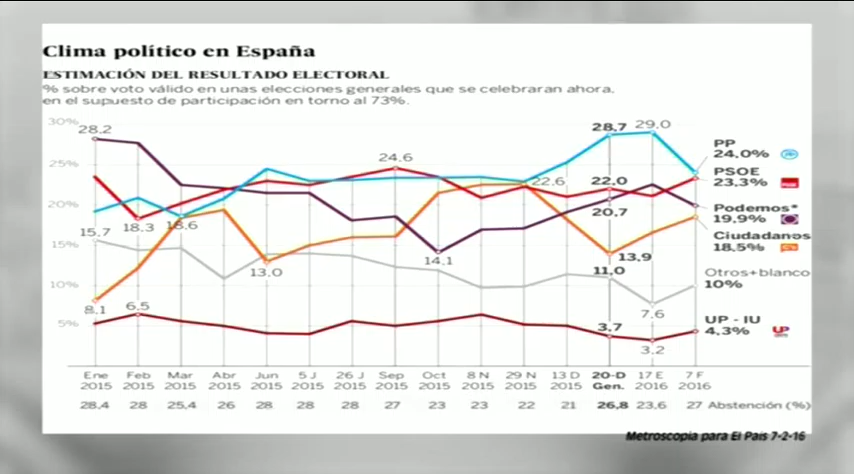 Clima político en España
ESTIMACIÓN DEL RESULTADO ELECTORAL
% sobre voto válido en unas elecciones generales que se celebraran ahora,
en el supuesto de participación en torno al 73%.
30%
25%
20%
15%
10%
5%
28,2
15,7
8,1
18,3
6,5
18,6
13,0
24,6
14,1
22,6
28,7
29,0
22,0
20,7
13,9
11,0
7,6
3,7
3,2
PP
24,0%
PSOE
23,3%
Podemos*
19,9%
Ciudadanos
18,5%
Otros+blanco
10%
UP - IU
4,3%
Ene Feb Mar Abr Jun 5 J 26 J Sep Oct 8 N 29 N 13 D 20-D 17 E 7 F
2015 2015 2015 2015 2015 2015 2015 2015 2015 2015 2015 2015 Gen. 2016 2016
28,4 28 25,4 26 28 28 28 27 23 23 22 21 26,8 23,6 27 Abstención (%)
Metroscopia para El País 7-2-16